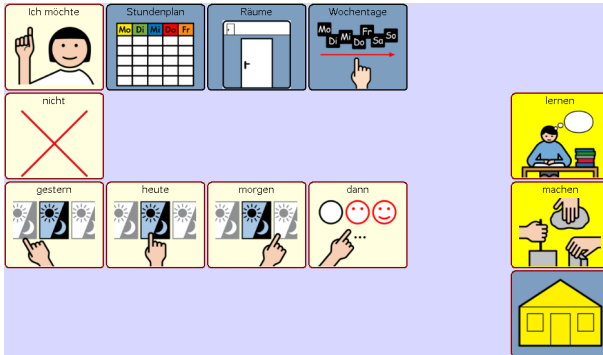 Ich möchte
Stundenplan
Räume
Wochentage
Mo Di Mi Do Fr
Mo Di Mi Do Fr Sa So
nicht
lernen
gestern
heute
morgen
dann
...
machen